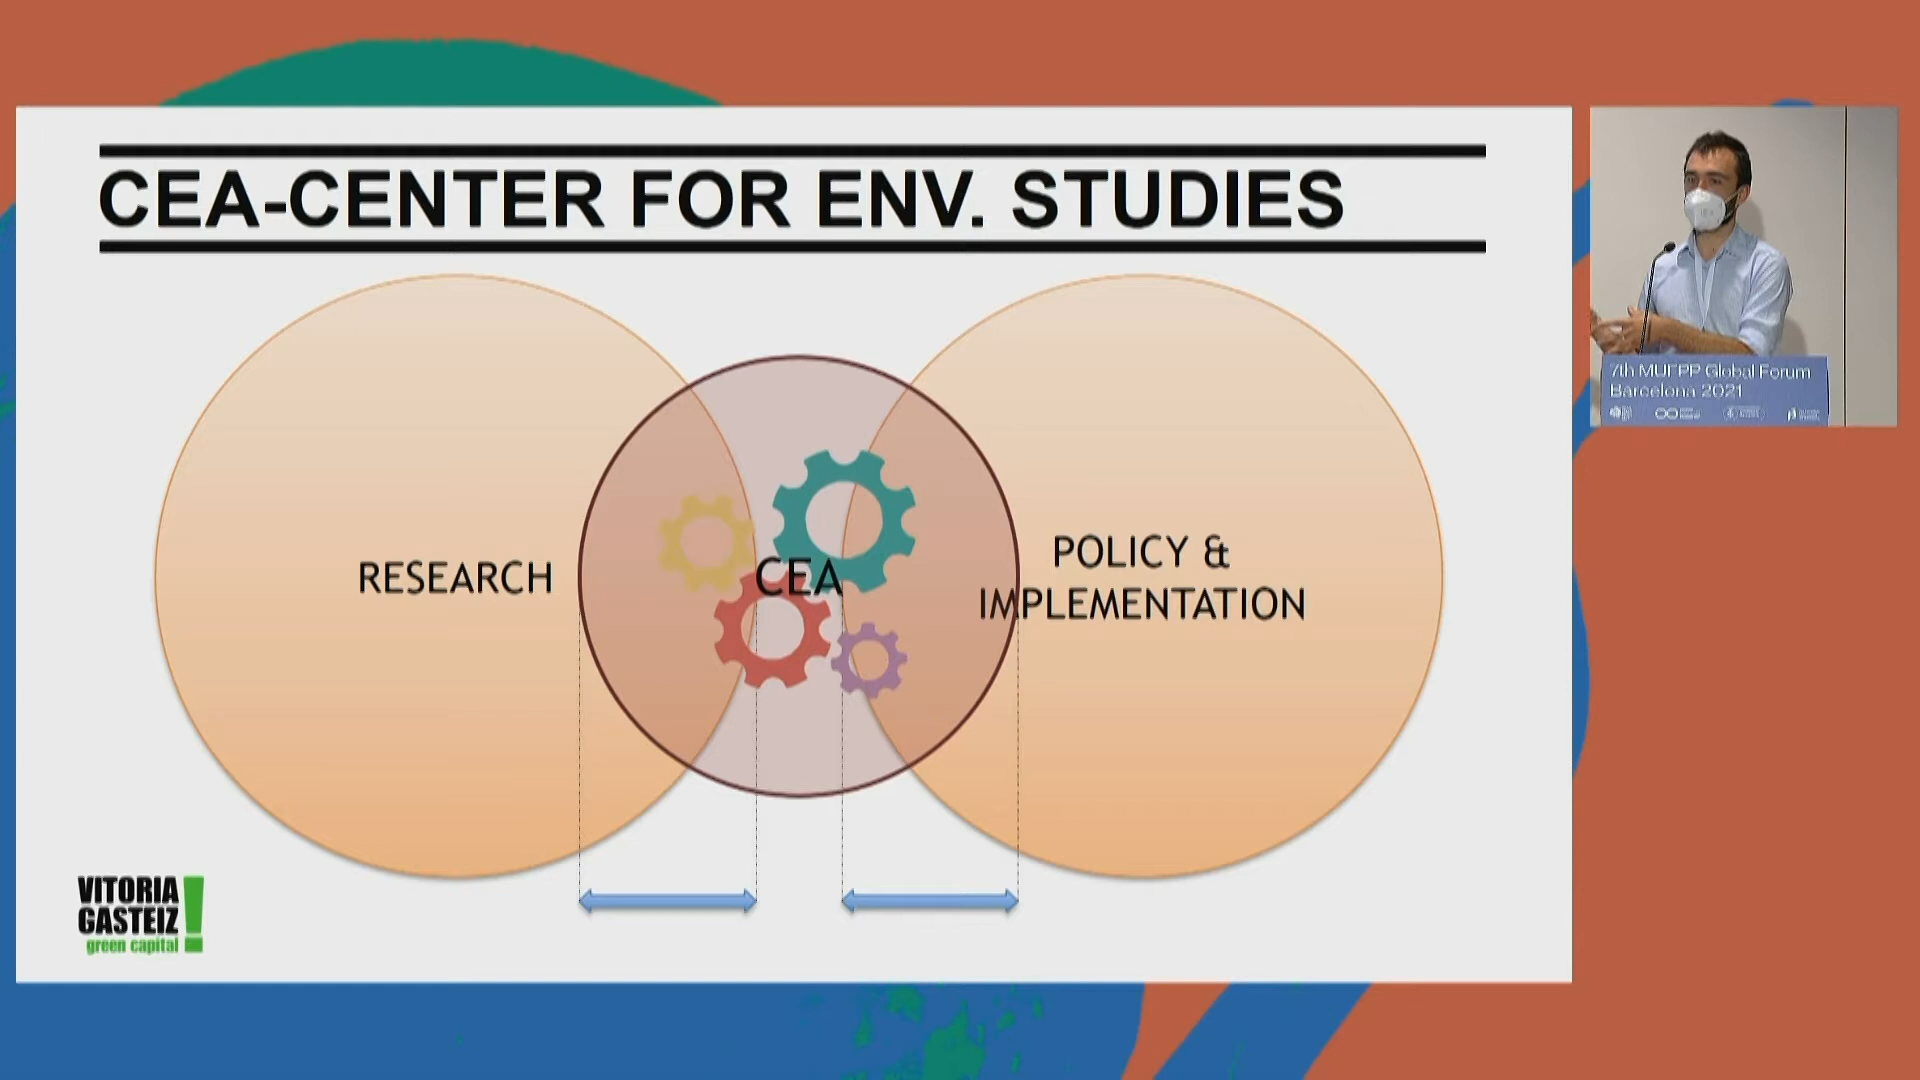 CEA-CENTER FOR ENV. STUDIES
RESEARCH
CEA
POLICY &
IMPLEMENTATION
VITORIA
GASTEIZ
green capital
7th MUFPP Global Forum
Barcelona 2021